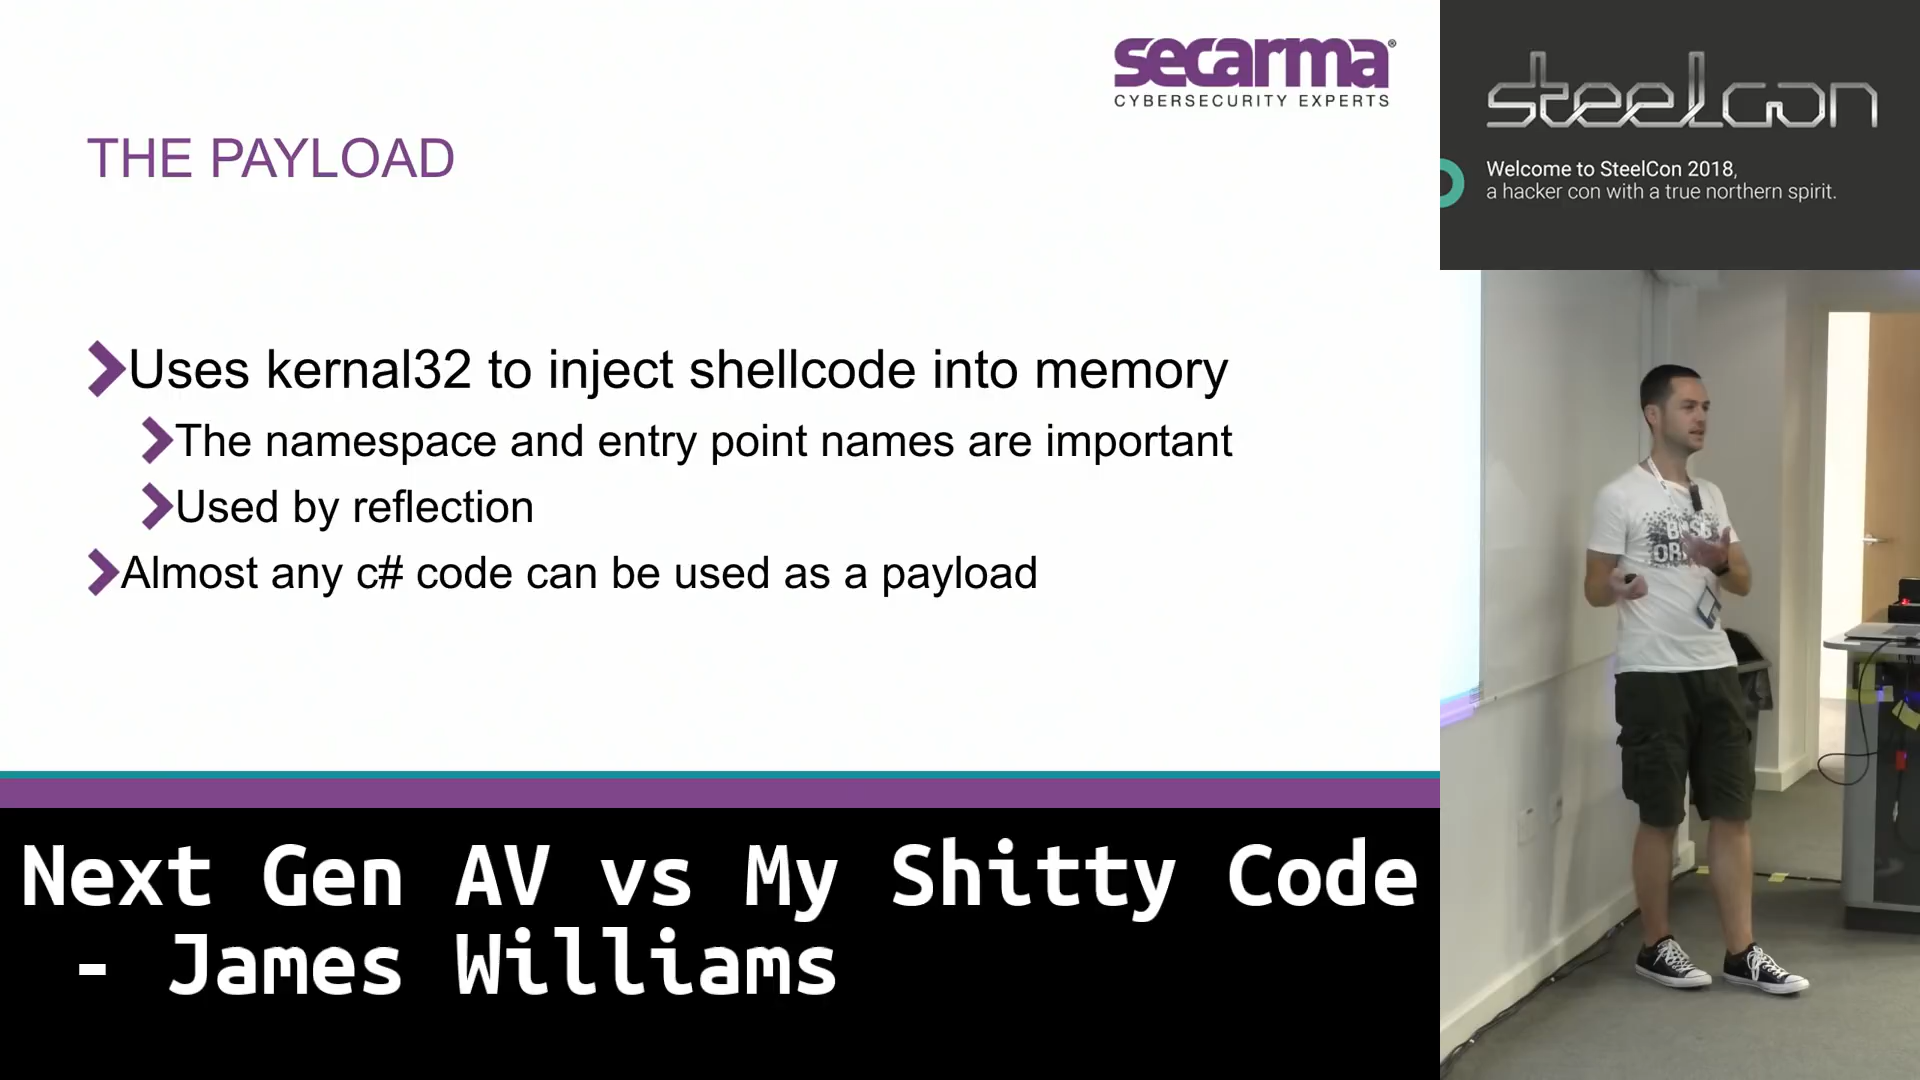 secarma®
CYBERSECURITY EXPERTS
THE PAYLOAD
Uses kernal32 to inject shellcode into memory
The namespace and entry point names are important
Used by reflection
Almost any c# code can be used as a payload
steelcon
Welcome to SteelCon 2018,
a hacker con with a true northern spirit.
Next Gen AV vs My Shitty Code
- James Williams